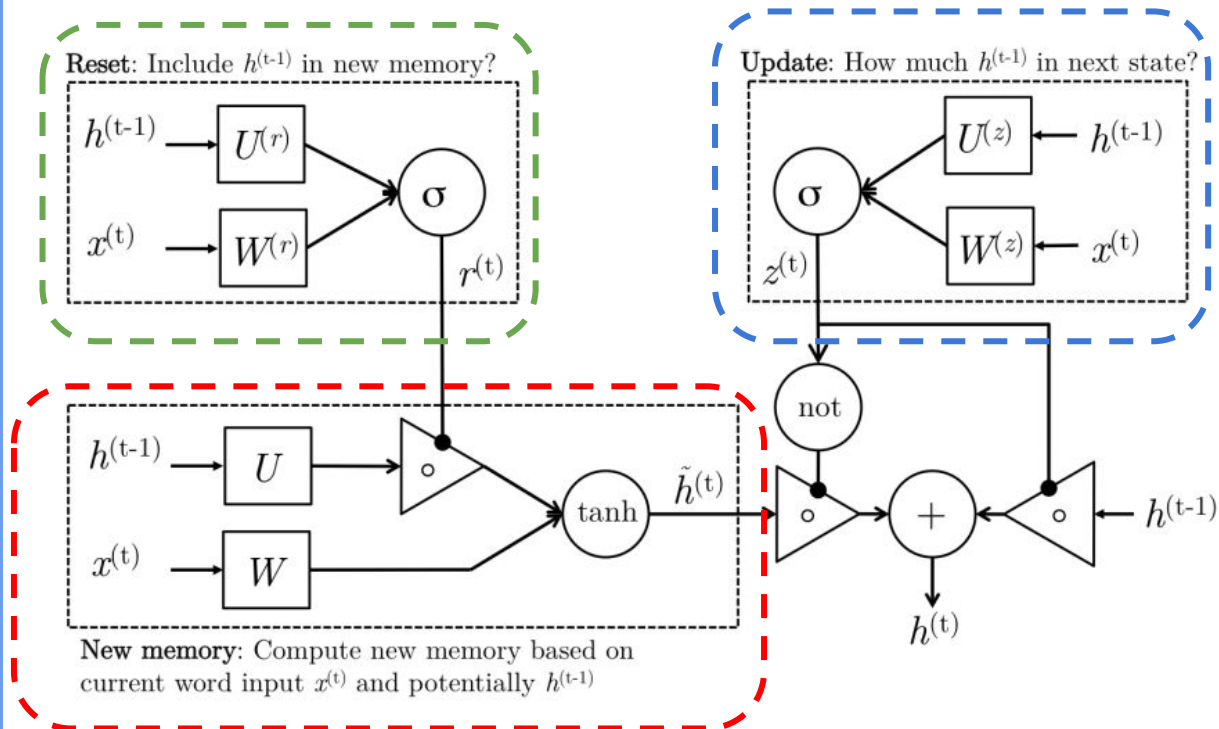 Reset: Include h^(t-1) in new memory?
h^(t-1)
U^(r)
x^(t)
W^(r)
σ
r^(t)
Update: How much h^(t-1) in next state?
U^(z)
h^(t-1)
σ
W^(z)
x^(t)
z^(t)
not
h^(t-1)
U
∘
x^(t)
W
tanh
h̃^(t)
∘
+
∘
h^(t-1)
h^(t)
New memory: Compute new memory based on
current word input x^(t) and potentially h^(t-1)